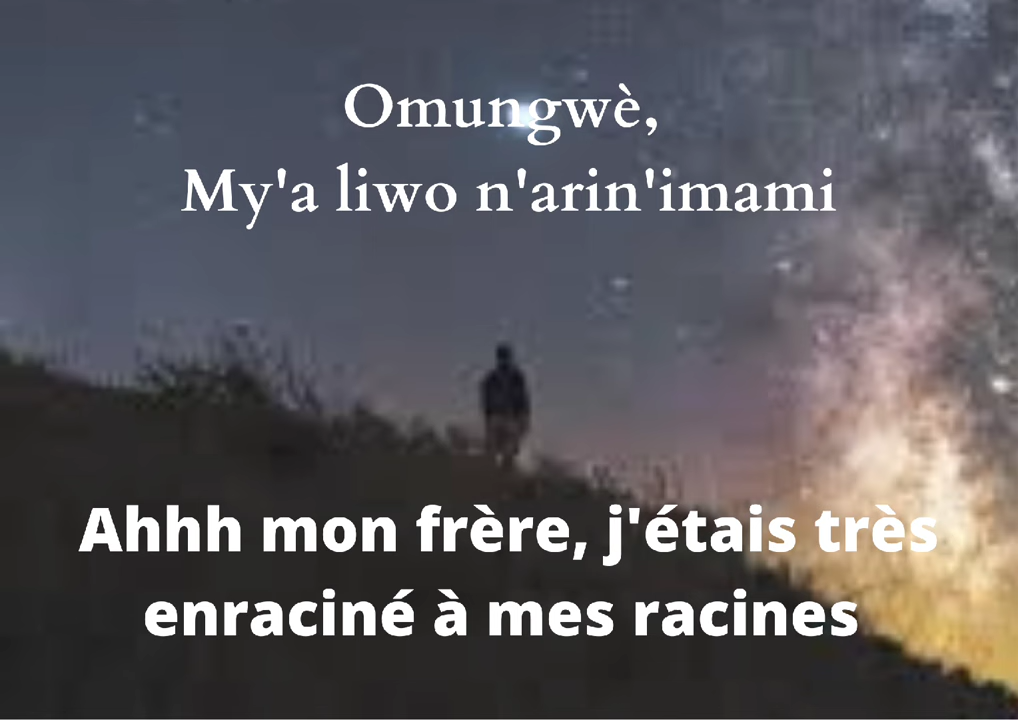 Omungwè,
My'a liwo n'arin'imami
Ahhh mon frère, j'étais très
enraciné à mes racines